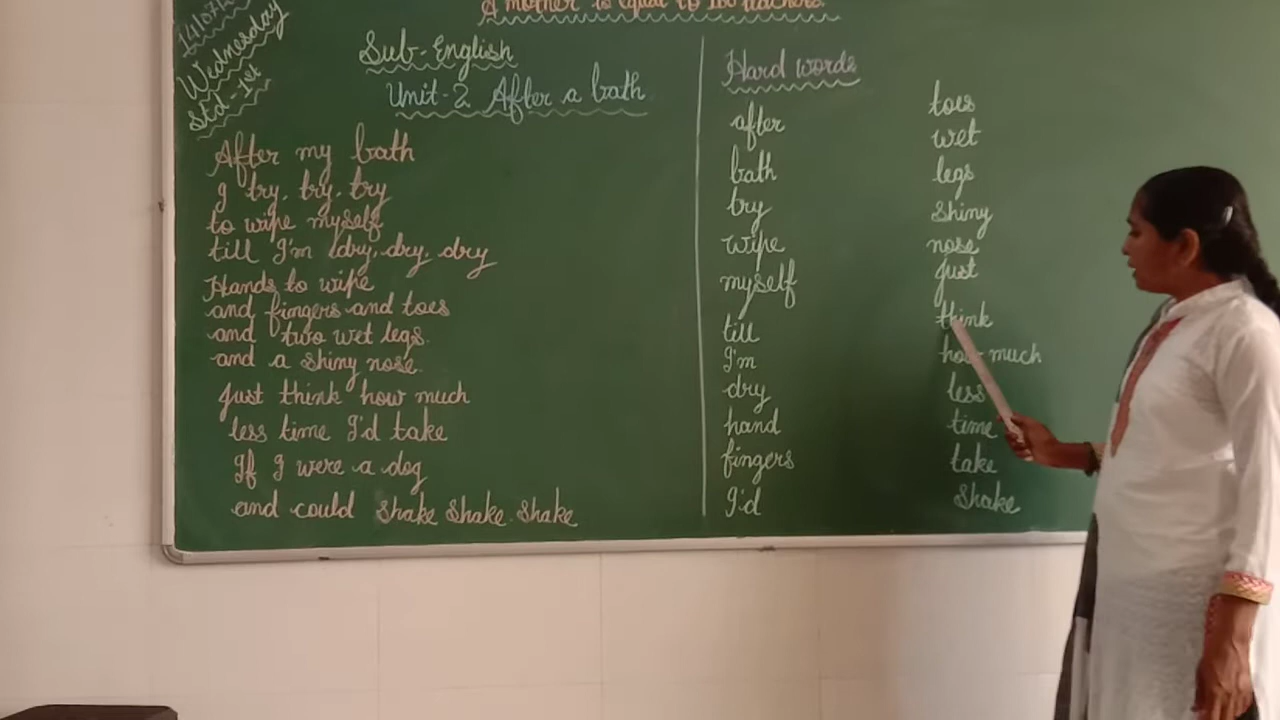 A mother is equal to 100 teachers.
14/07/
Wednesday
Std-1st
Sub-English
Unit-2 After a bath
After my bath
I try, try, try
to wipe myself
till I'm dry, dry, dry
Hands to wipe
and fingers and toes
and two wet legs
and a shiny nose.
Just think how much
less time I'd take
If I were a dog
and could shake shake shake
Hard words
after
bath
try
wipe
myself
till
I'm
dry
hand
fingers
I'd
toes
wet
legs
shiny
nose
Just
think
how much
less
time
take
shake